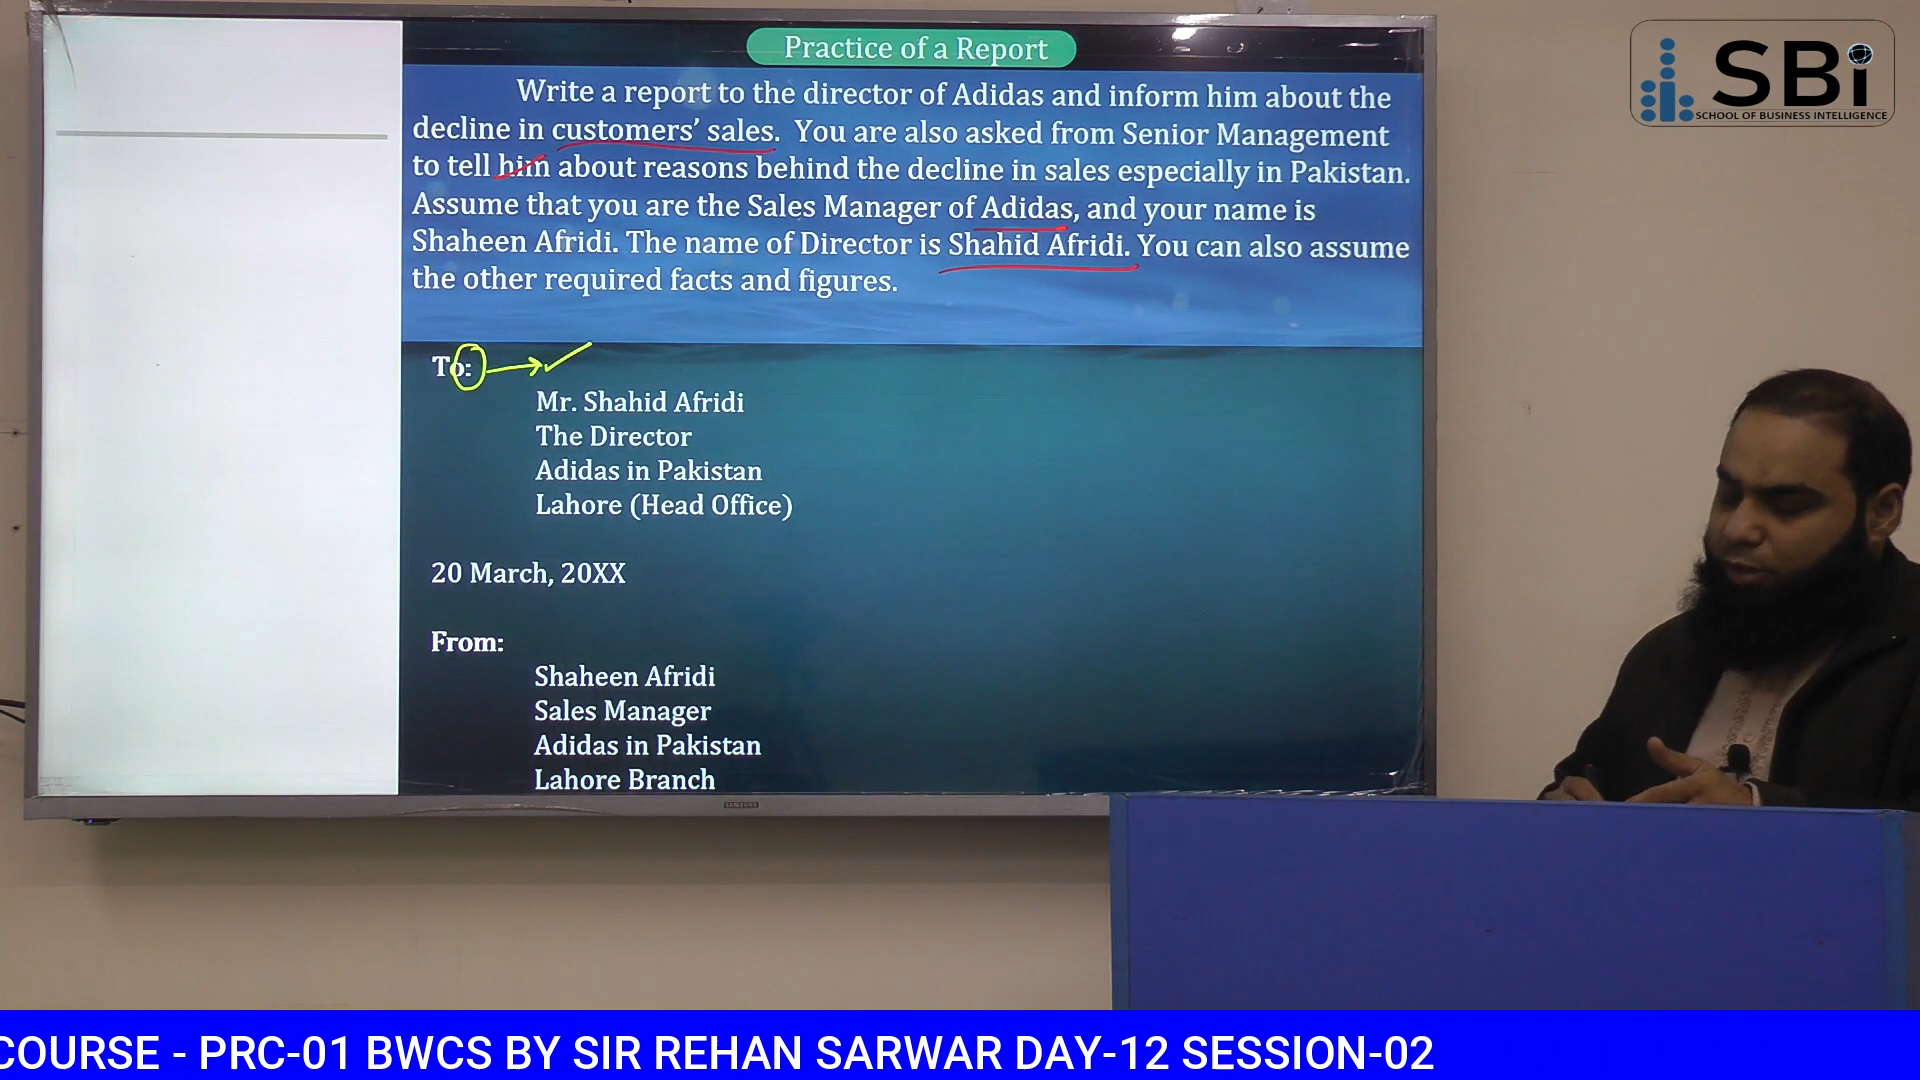 Practice of a Report
Write a report to the director of Adidas and inform him about the
decline in customers’ sales. You are also asked from Senior Management
to tell him about reasons behind the decline in sales especially in Pakistan.
Assume that you are the Sales Manager of Adidas, and your name is
Shaheen Afridi. The name of Director is Shahid Afridi. You can also assume
the other required facts and figures.
To:
Mr. Shahid Afridi
The Director
Adidas in Pakistan
Lahore (Head Office)
20 March, 20XX
From:
Shaheen Afridi
Sales Manager
Adidas in Pakistan
Lahore Branch
SAMSUNG
SBi
SCHOOL OF BUSINESS INTELLIGENCE
COURSE - PRC-01 BWCS BY SIR REHAN SARWAR DAY-12 SESSION-02